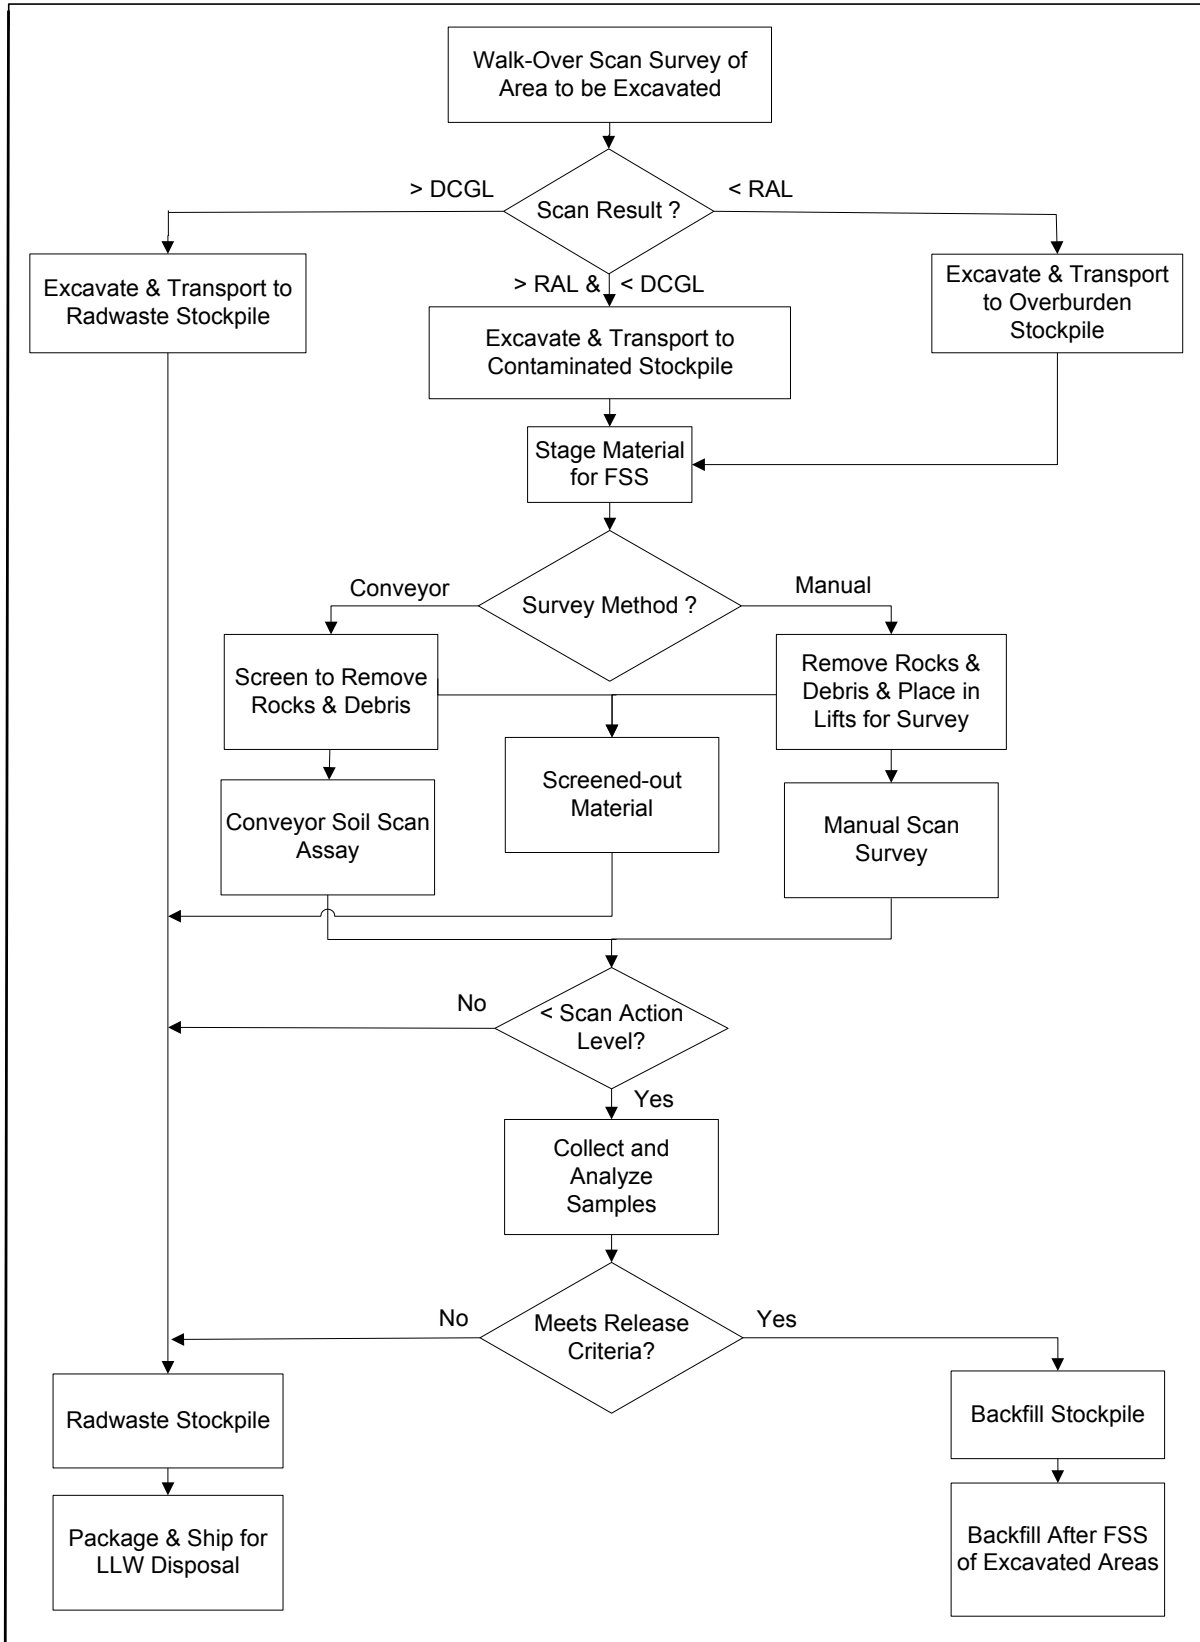 Walk-Over Scan Survey of
Area to be Excavated
> DCGL
< RAL
Scan Result ?
Excavate & Transport to
Radwaste Stockpile
> RAL & < DCGL
Excavate & Transport
to Overburden
Stockpile
Excavate & Transport to
Contaminated Stockpile
Stage Material
for FSS
Conveyor
Survey Method ?
Manual
Screen to Remove
Rocks & Debris
Remove Rocks &
Debris & Place in
Lifts for Survey
Screened-out
Material
Conveyor Soil Scan
Assay
Manual Scan
Survey
No
< Scan Action
Level?
Yes
Collect and
Analyze
Samples
No
Meets Release
Criteria?
Yes
Radwaste Stockpile
Backfill Stockpile
Package & Ship for
LLW Disposal
Backfill After FSS
of Excavated Areas